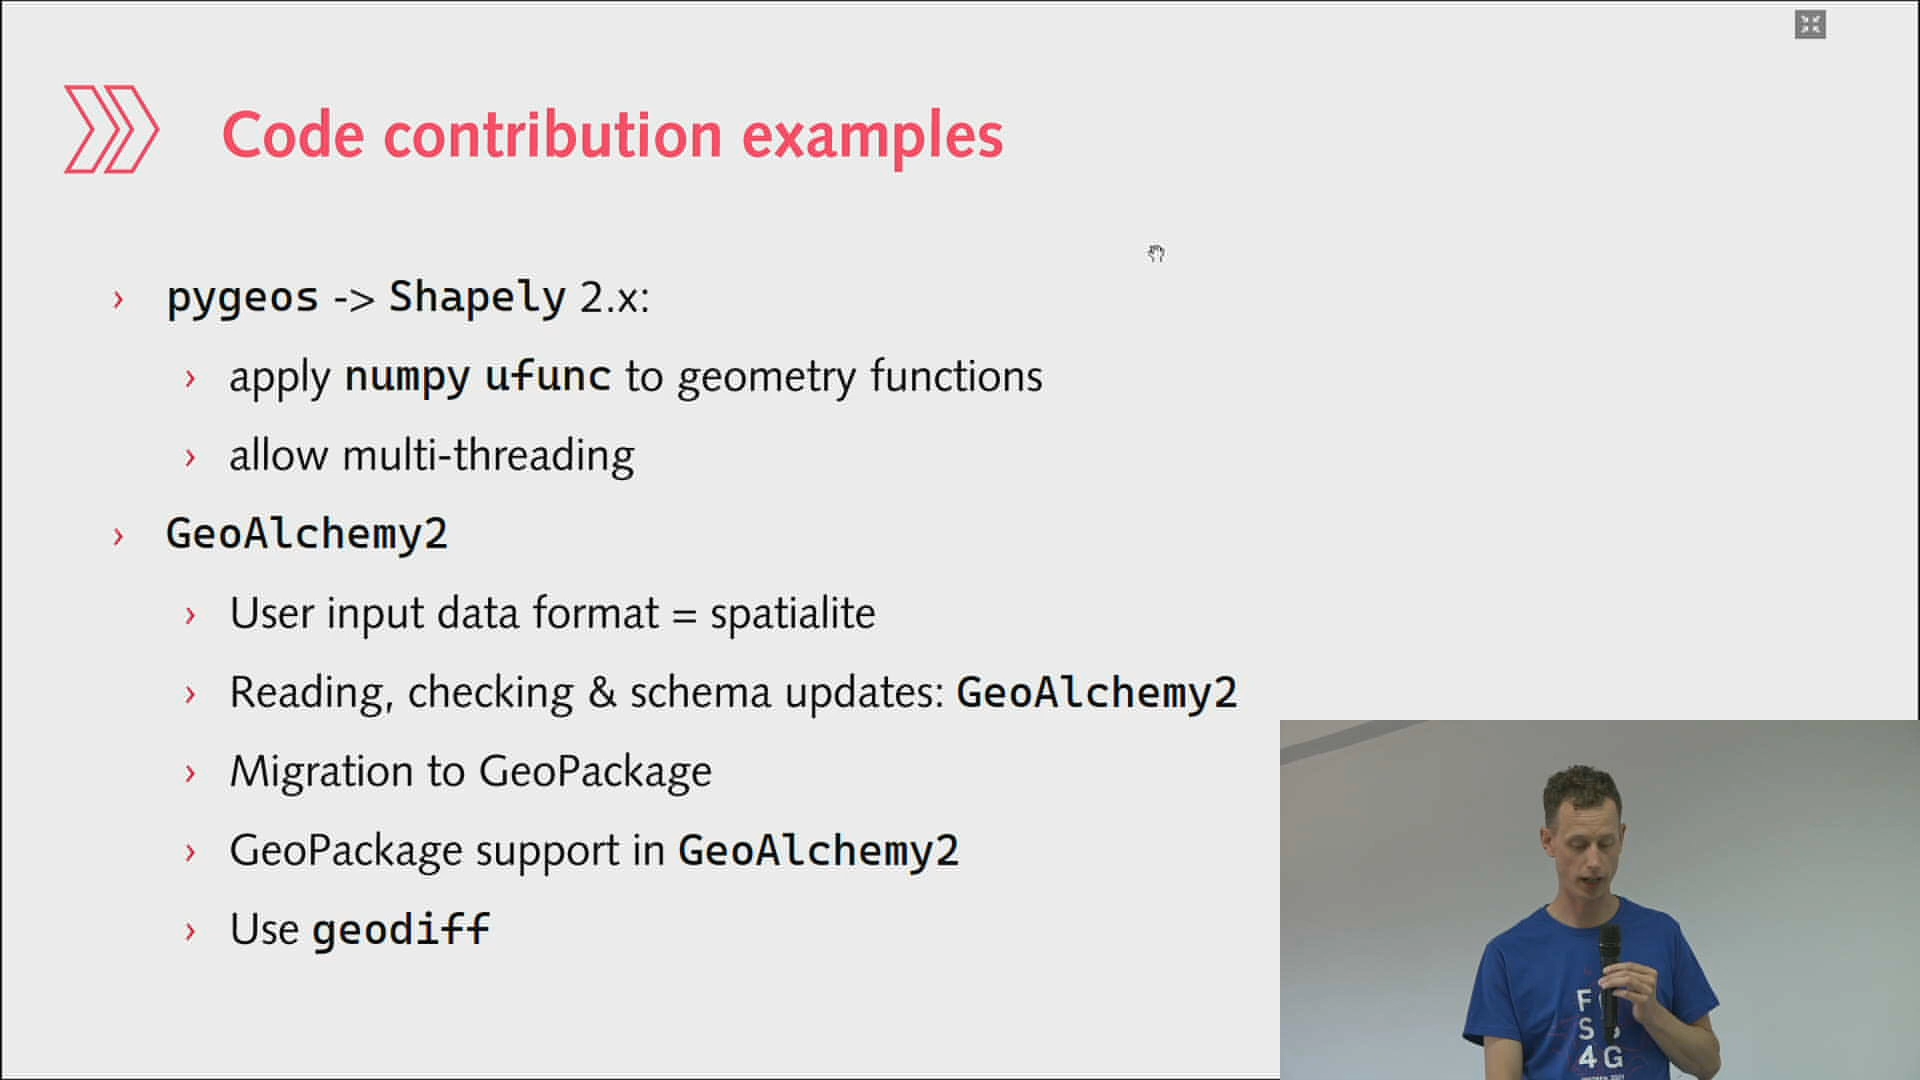 Code contribution examples
pygeos -> Shapely 2.x:
apply numpy ufunc to geometry functions
allow multi-threading
GeoAlchemy2
User input data format = spatialite
Reading, checking & schema updates: GeoAlchemy2
Migration to GeoPackage
GeoPackage support in GeoAlchemy2
Use geodiff
F
S
4G